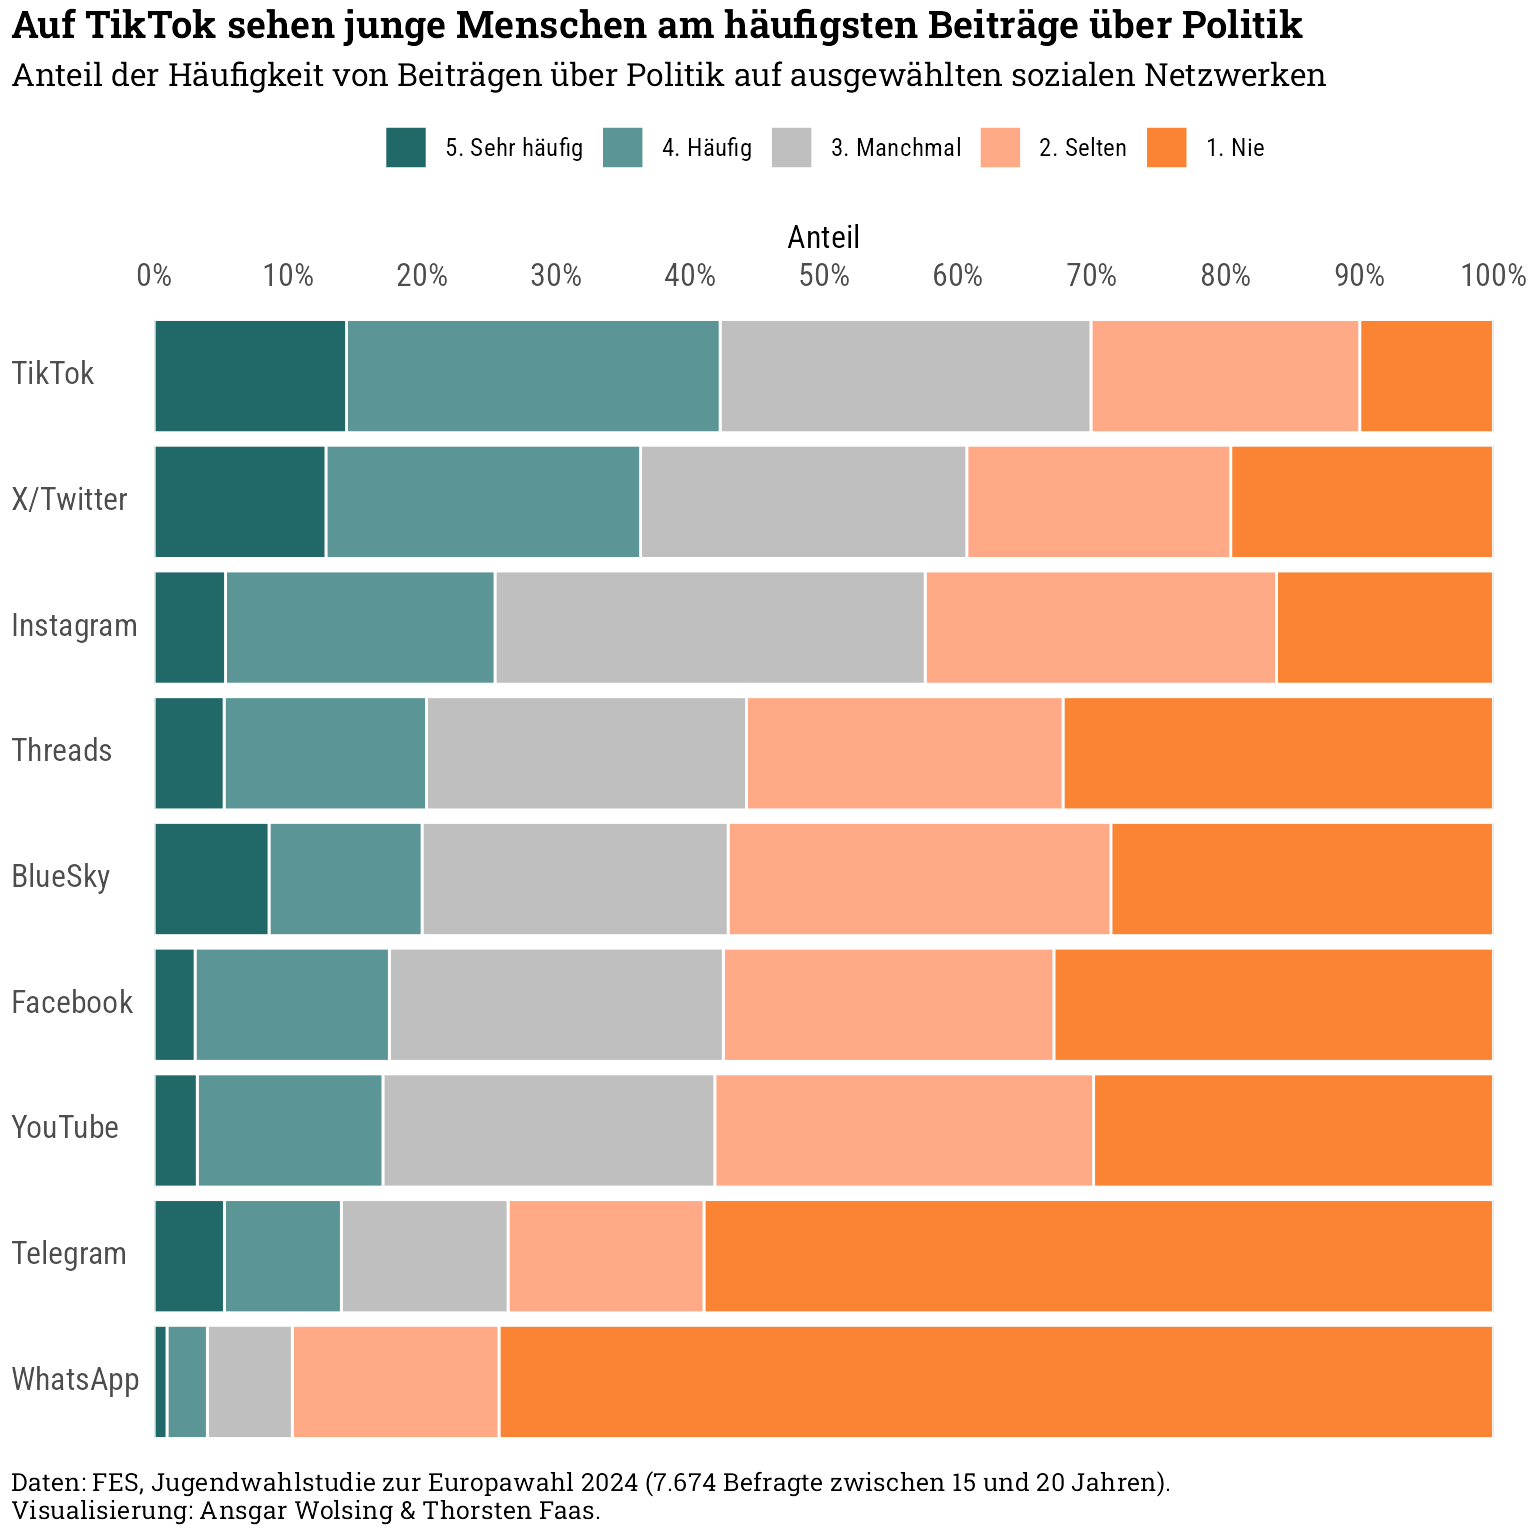 Auf TikTok sehen junge Menschen am häufigsten Beiträge über Politik
Anteil der Häufigkeit von Beiträgen über Politik auf ausgewählten sozialen Netzwerken
5. Sehr häufig 4. Häufig 3. Manchmal 2. Selten 1. Nie
Anteil
0% 10% 20% 30% 40% 50% 60% 70% 80% 90% 100%
TikTok
X/Twitter
Instagram
Threads
BlueSky
Facebook
YouTube
Telegram
WhatsApp
Daten: FES, Jugendwahlstudie zur Europawahl 2024 (7.674 Befragte zwischen 15 und 20 Jahren).
Visualisierung: Ansgar Wolsing & Thorsten Faas.